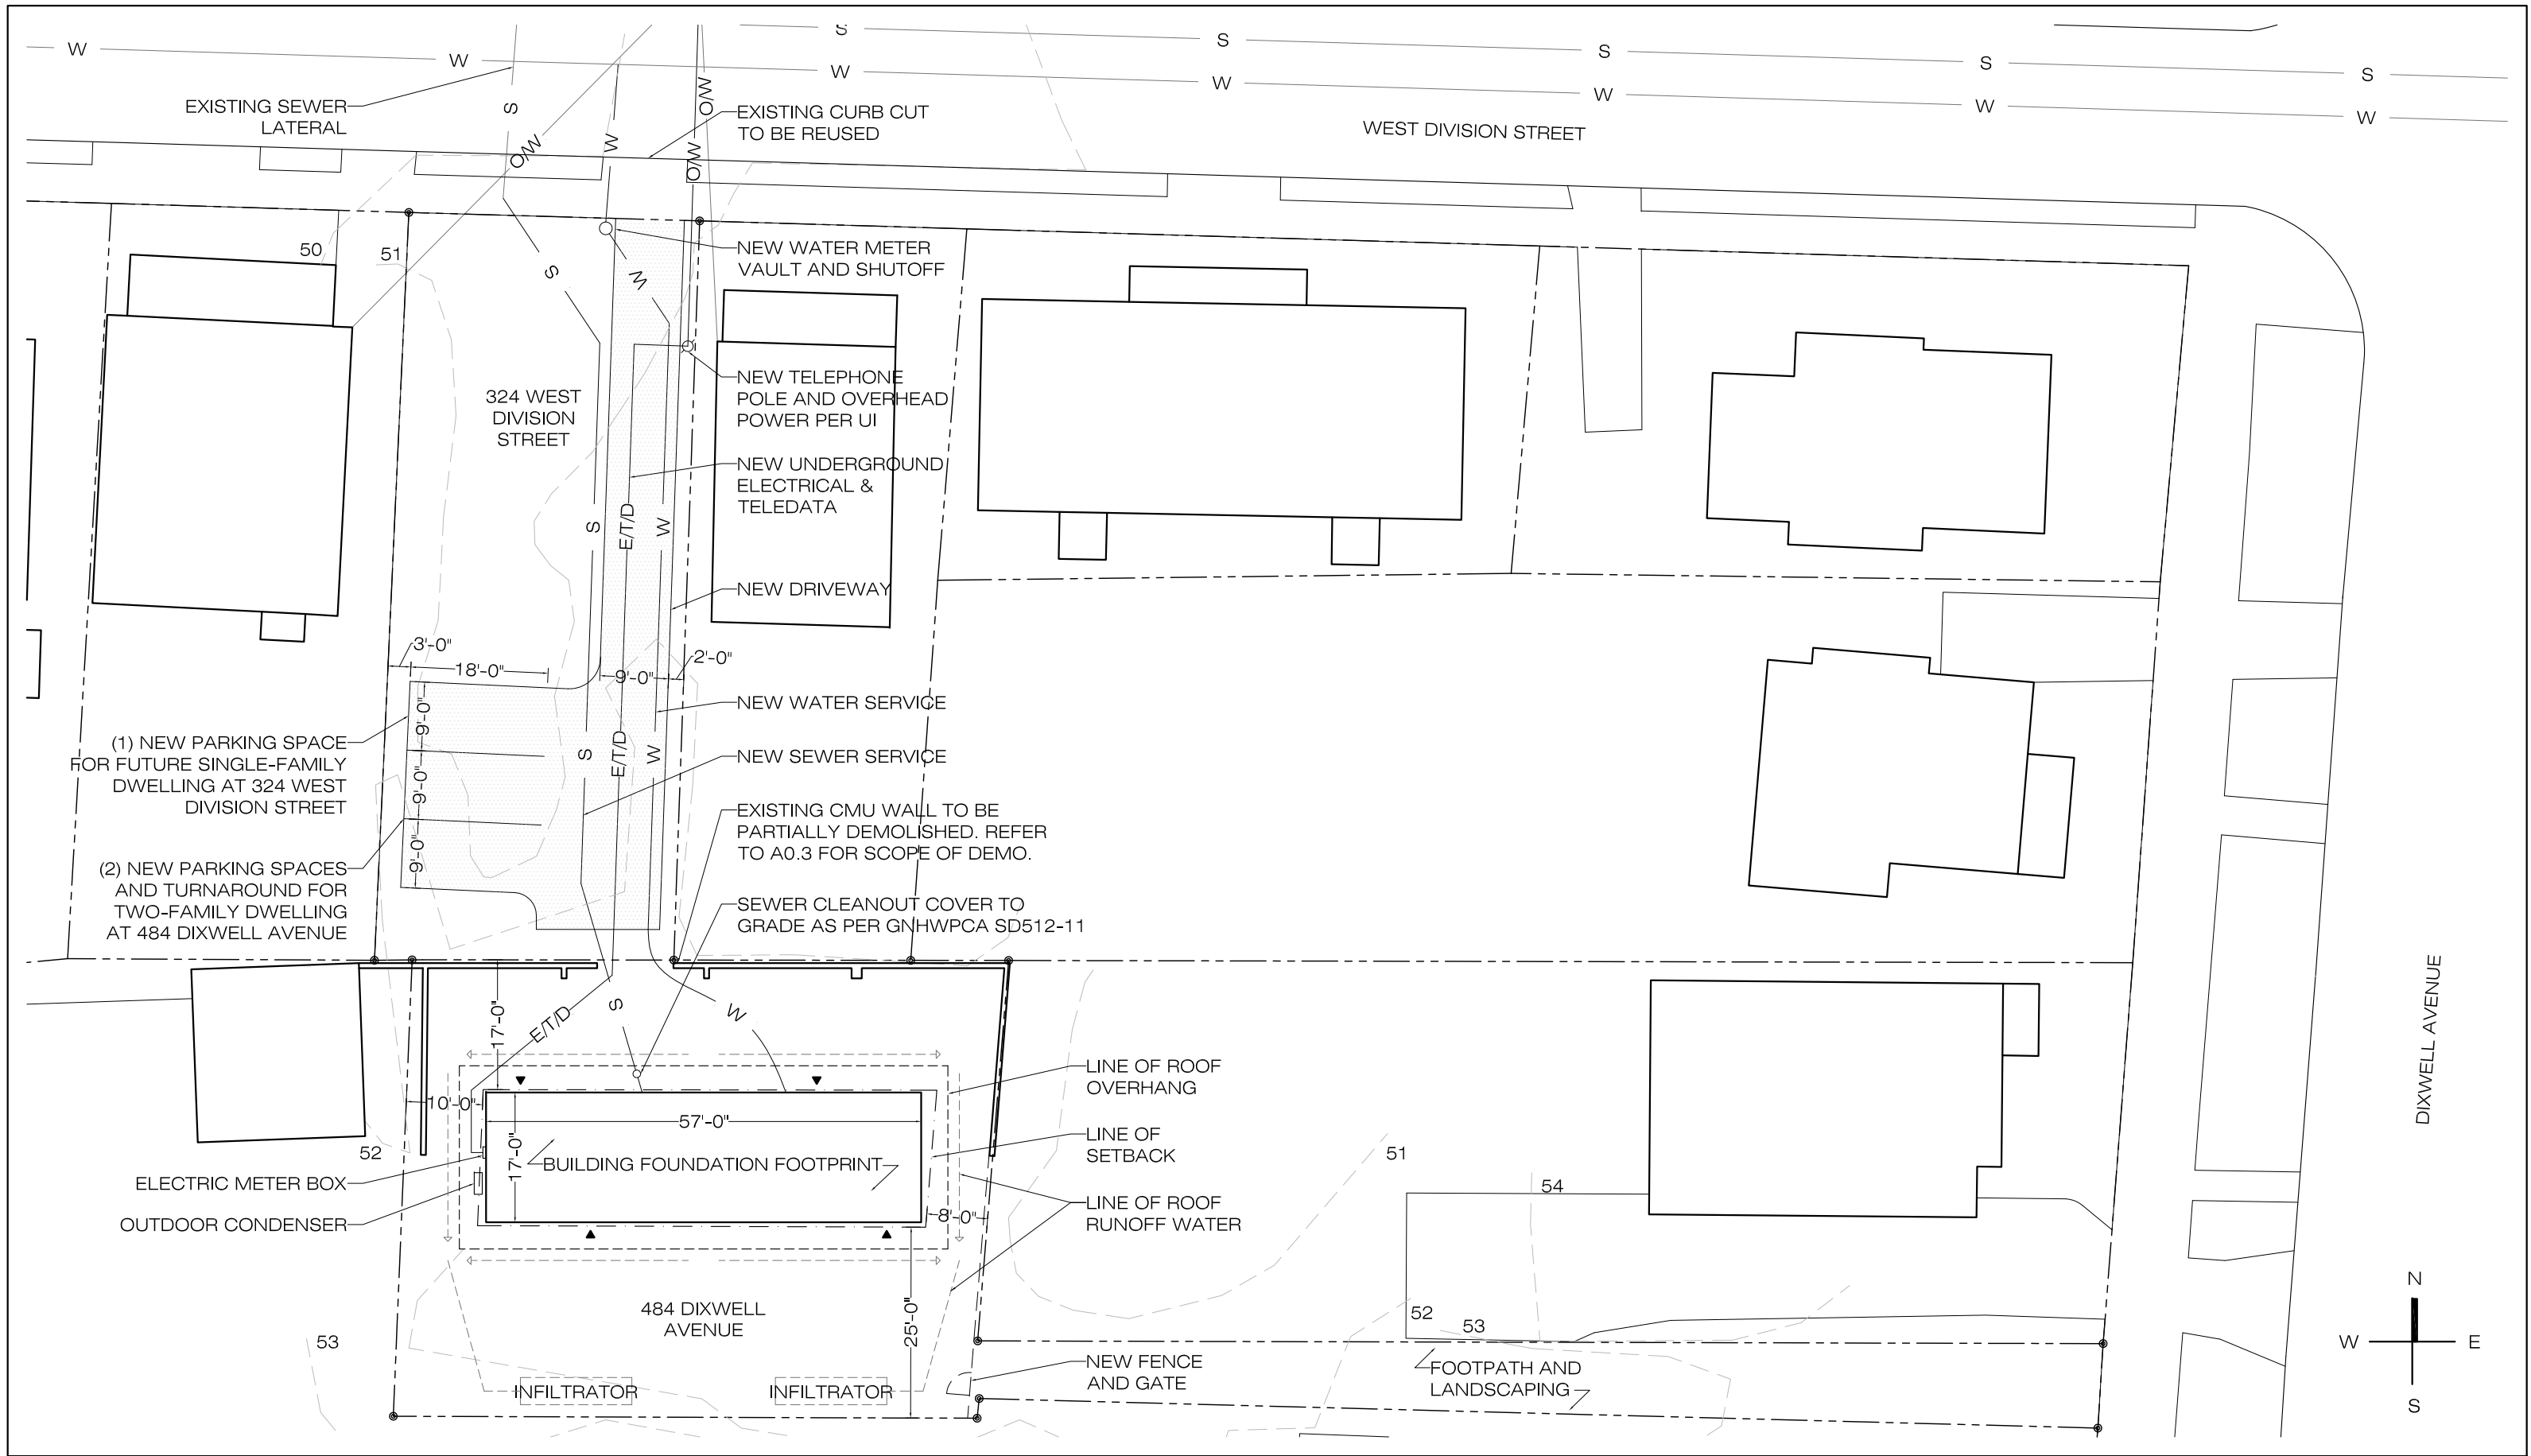 S
S
S
S
S
W
W
W
W
W
W
W
EXISTING SEWER
LATERAL
S
O/W
W
O/W
O/W
EXISTING CURB CUT
TO BE REUSED
WEST DIVISION STREET
50
51
S
W
NEW WATER METER
VAULT AND SHUTOFF
324 WEST
DIVISION
STREET
NEW TELEPHONE
POLE AND OVERHEAD
POWER PER UI
NEW UNDERGROUND
ELECTRICAL &
TELEDATA
S
E/T/D
W
NEW DRIVEWAY
3'-0"
18'-0"
9'-0"
2'-0"
9'-0"
9'-0"
9'-0"
NEW WATER SERVICE
(1) NEW PARKING SPACE
FOR FUTURE SINGLE-FAMILY
DWELLING AT 324 WEST
DIVISION STREET
S
E/T/D
W
NEW SEWER SERVICE
EXISTING CMU WALL TO BE
PARTIALLY DEMOLISHED. REFER
TO A0.3 FOR SCOPE OF DEMO.
(2) NEW PARKING SPACES
AND TURNAROUND FOR
TWO-FAMILY DWELLING
AT 484 DIXWELL AVENUE
SEWER CLEANOUT COVER TO
GRADE AS PER GNHWPCA SD512-11
17'-0"
E/T/D
S
W
DIXWELL AVENUE
LINE OF ROOF
OVERHANG
10'-0"
57'-0"
17'-0"
BUILDING FOUNDATION FOOTPRINT
LINE OF
SETBACK
52
51
ELECTRIC METER BOX
54
OUTDOOR CONDENSER
8'-0"
LINE OF ROOF
RUNOFF WATER
484 DIXWELL
AVENUE
25'-0"
52
53
53
N
W
E
S
NEW FENCE
AND GATE
FOOTPATH AND
LANDSCAPING
INFILTRATOR
INFILTRATOR